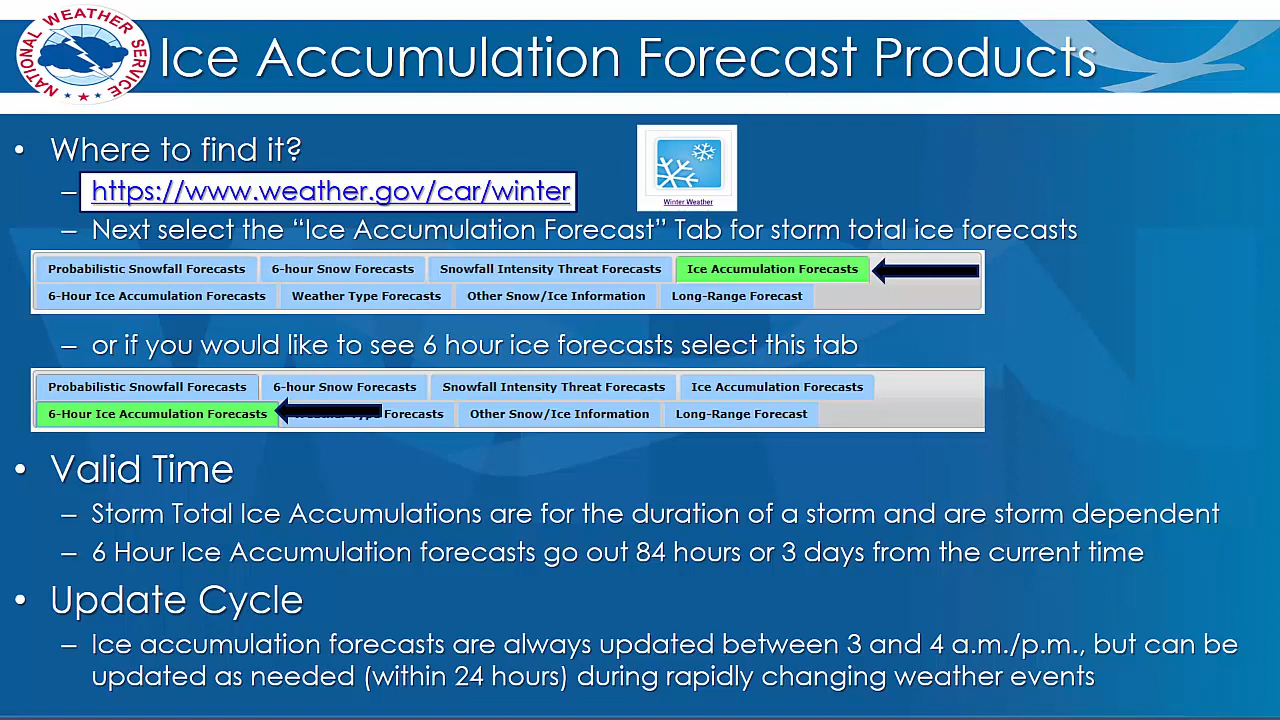 NATIONAL WEATHER SERVICE
Ice Accumulation Forecast Products
• Where to find it?
– https://www.weather.gov/car/winter
Winter Weather
– Next select the “Ice Accumulation Forecast” Tab for storm total ice forecasts
Probabilistic Snowfall Forecasts 6-hour Snow Forecasts Snowfall Intensity Threat Forecasts Ice Accumulation Forecasts
6-Hour Ice Accumulation Forecasts Weather Type Forecasts Other Snow/Ice Information Long-Range Forecast
– or if you would like to see 6 hour ice forecasts select this tab
Probabilistic Snowfall Forecasts 6-hour Snow Forecasts Snowfall Intensity Threat Forecasts Ice Accumulation Forecasts
6-Hour Ice Accumulation Forecasts Forecasts Other Snow/Ice Information Long-Range Forecast
• Valid Time
– Storm Total Ice Accumulations are for the duration of a storm and are storm dependent
– 6 Hour Ice Accumulation forecasts go out 84 hours or 3 days from the current time
• Update Cycle
– Ice accumulation forecasts are always updated between 3 and 4 a.m./p.m., but can be
updated as needed (within 24 hours) during rapidly changing weather events